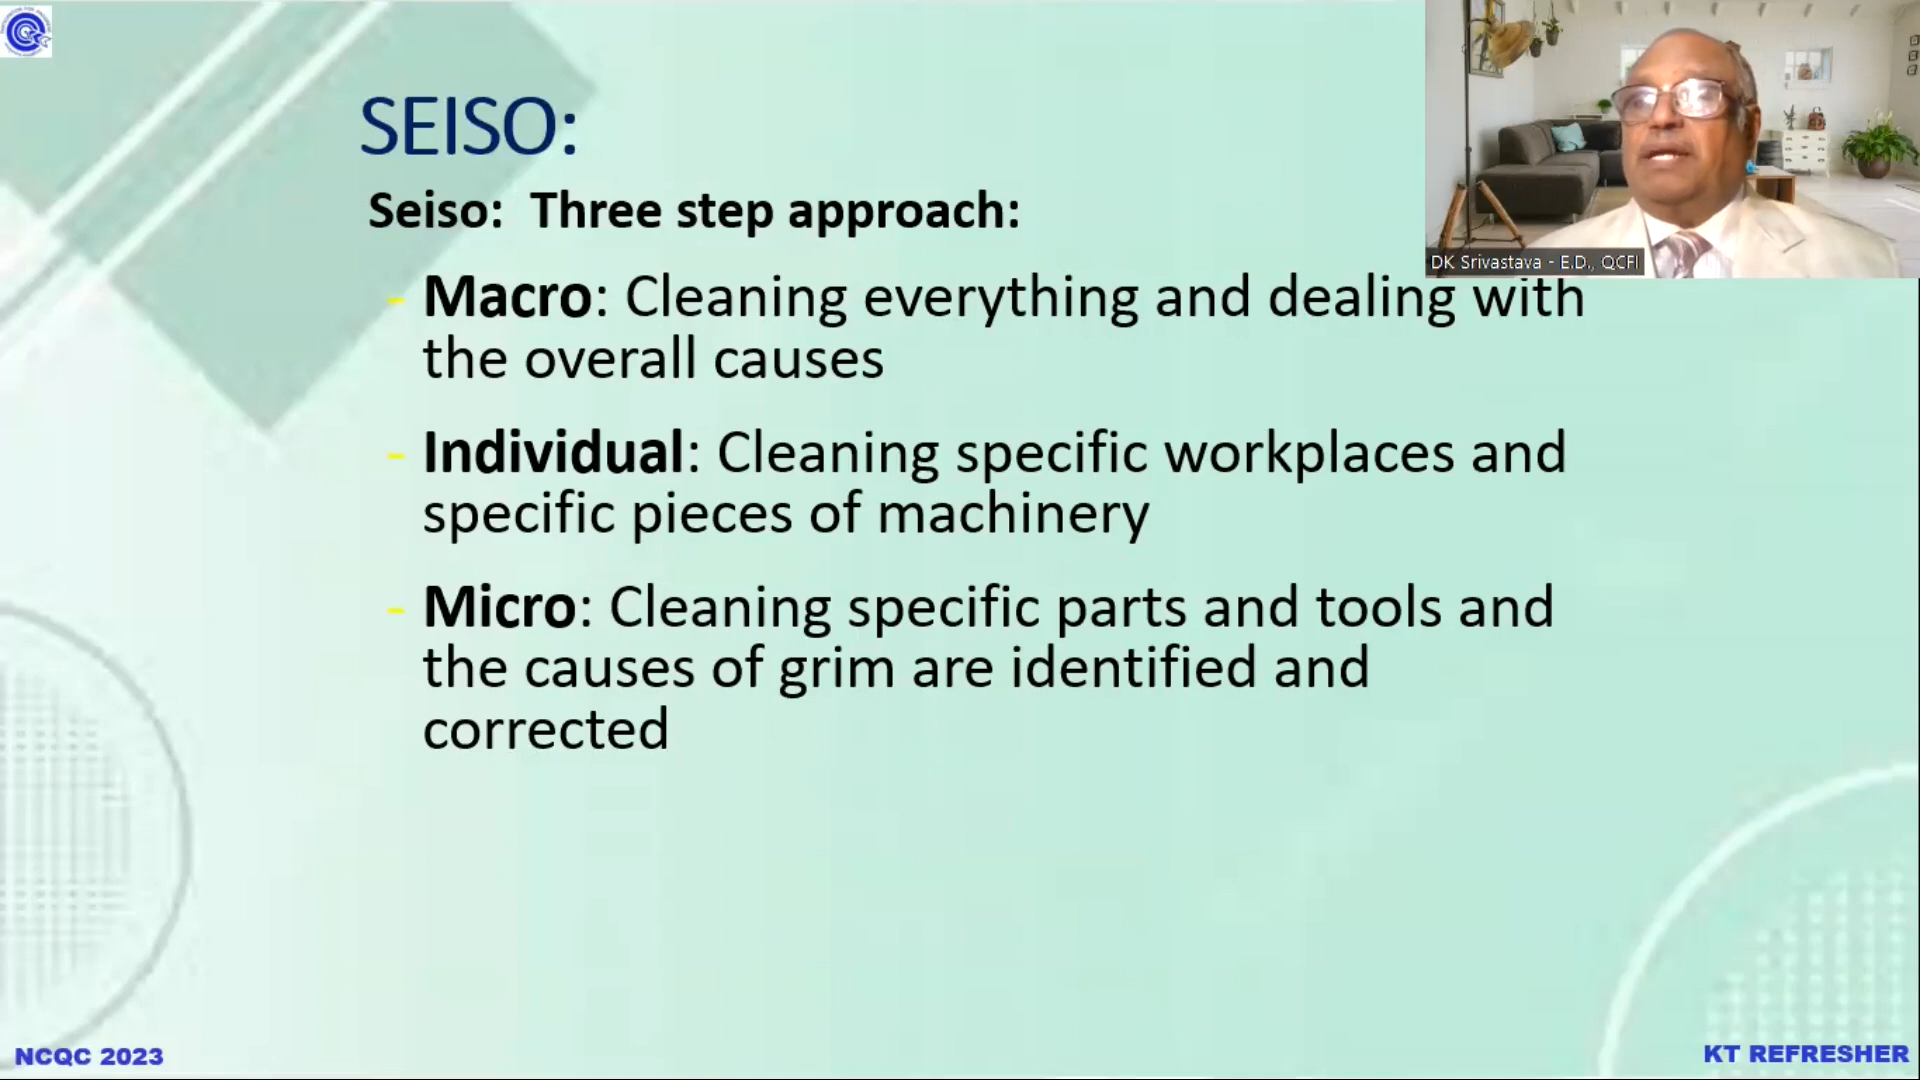 SEISO:
Seiso: Three step approach:
- Macro: Cleaning everything and dealing with
the overall causes
- Individual: Cleaning specific workplaces and
specific pieces of machinery
- Micro: Cleaning specific parts and tools and
the causes of grim are identified and
corrected
DK Srivastava - E.D., QCFI
NCQC 2023
KT REFRESHER